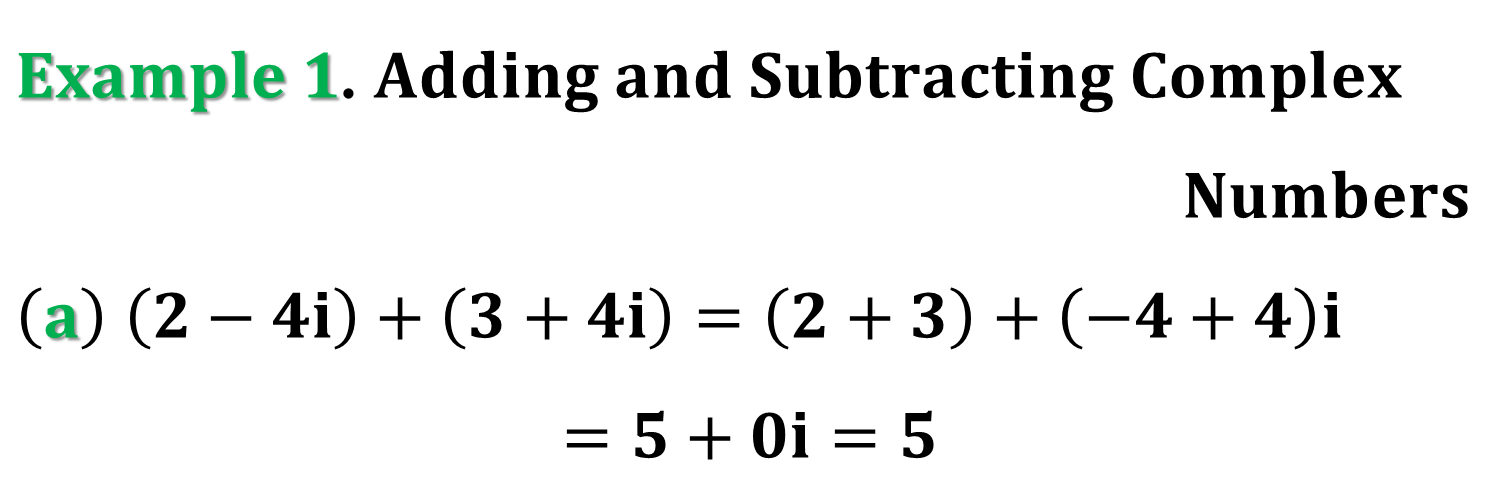 Example 1. Adding and Subtracting Complex
Numbers
(a) (2 − 4i) + (3 + 4i) = (2 + 3) + (−4 + 4)i
= 5 + 0i = 5